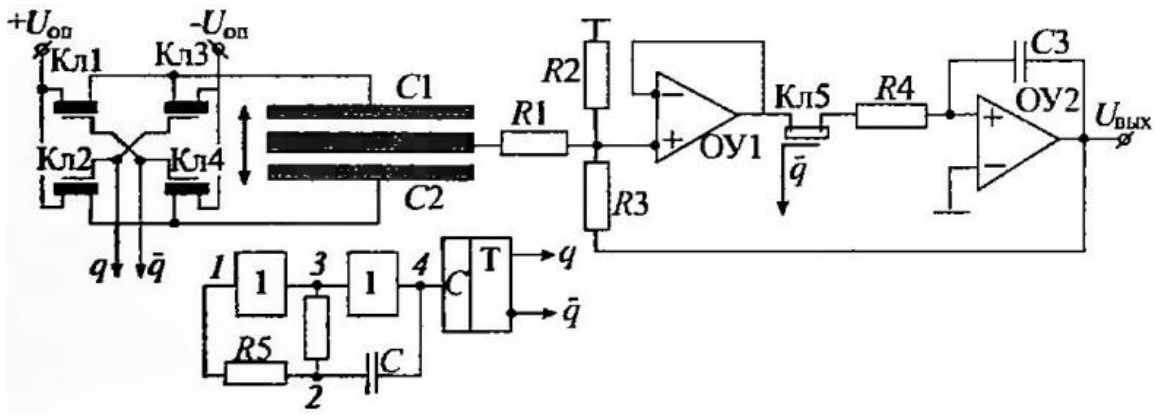 +Uоп -Uоп
Кл1 Кл3
Кл2 Кл4
q q̄
C1
C2
R1
R2
R3
ОУ1
Кл5
q̄
R4
C3
ОУ2
Uвых
1 1 3 1 4 C T q
q̄
R5 C
2